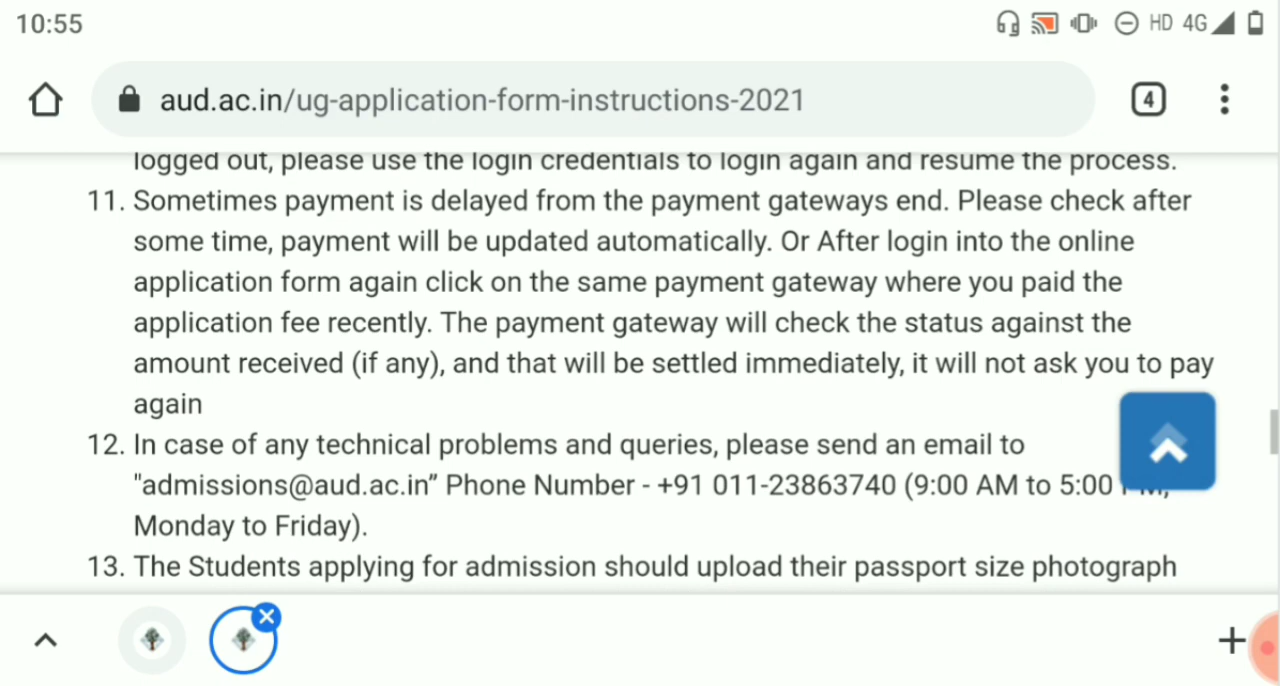 10:55
HD 4G
aud.ac.in/ug-application-form-instructions-2021
4
logged out, please use the login credentials to login again and resume the process.
11. Sometimes payment is delayed from the payment gateways end. Please check after
some time, payment will be updated automatically. Or After login into the online
application form again click on the same payment gateway where you paid the
application fee recently. The payment gateway will check the status against the
amount received (if any), and that will be settled immediately, it will not ask you to pay
again
12. In case of any technical problems and queries, please send an email to
"admissions@aud.ac.in” Phone Number - +91 011-23863740 (9:00 AM to 5:00 PM,
Monday to Friday).
13. The Students applying for admission should upload their passport size photograph